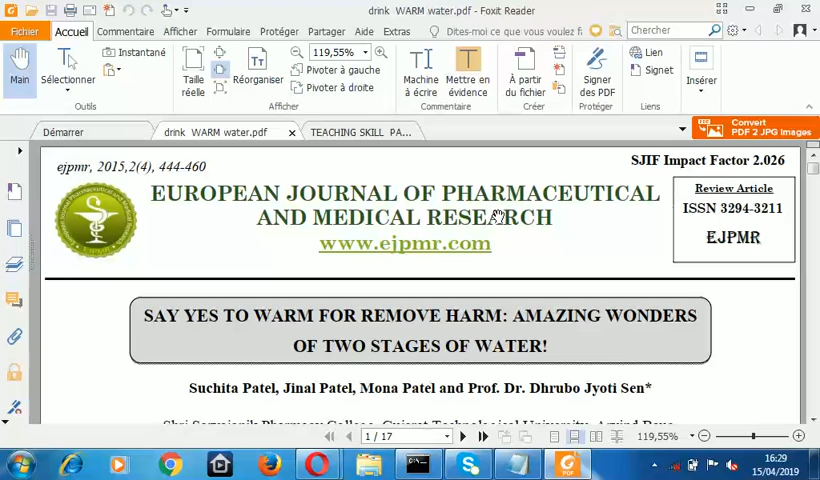 drink WARM water.pdf - Foxit Reader
Fichier
Accueil
Commentaire
Afficher
Formulaire
Protéger
Partager
Aide
Extras
Dites-moi ce que vous voulez f
Chercher
Main
Sélectionner
Instantané
Outils
Taille
réelle
Réorganiser
119,55%
Pivoter à gauche
Pivoter à droite
Afficher
Machine
à écrire
Mettre en
évidence
Commentaire
À partir
du fichier
Créer
Signer
des PDF
Protéger
Lien
Signet
Liens
Insérer
Démarrer
drink WARM water.pdf
TEACHING SKILL PA...
Convert
PDF 2 JPG Images
ejpmr, 2015,2(4), 444-460
SJIF Impact Factor 2.026
EUROPEAN JOURNAL OF PHARMACEUTICAL
AND MEDICAL RESEARCH
www.ejpmr.com
Review Article
ISSN 3294-3211
EJPMR
SAY YES TO WARM FOR REMOVE HARM: AMAZING WONDERS
OF TWO STAGES OF WATER!
Suchita Patel, Jinal Patel, Mona Patel and Prof. Dr. Dhrubo Jyoti Sen*
1 / 17
119,55%
16:29
15/04/2019